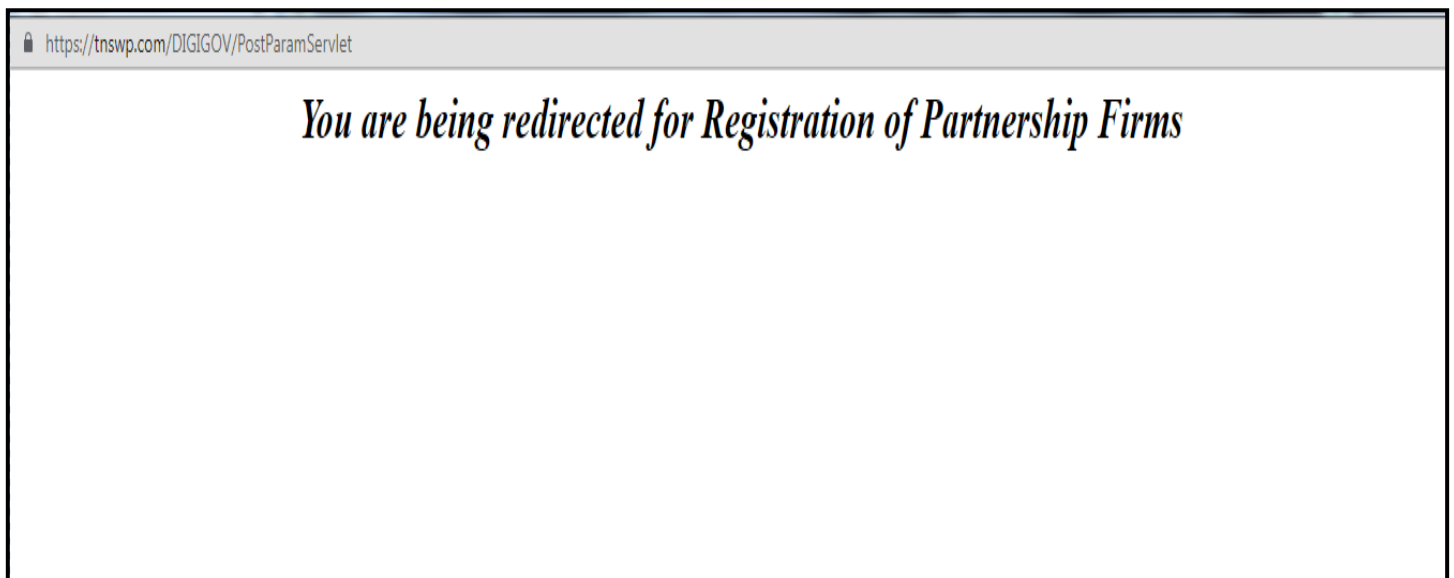 https://tnswp.com/DIGIGOV/PostParamServlet
You are being redirected for Registration of Partnership Firms